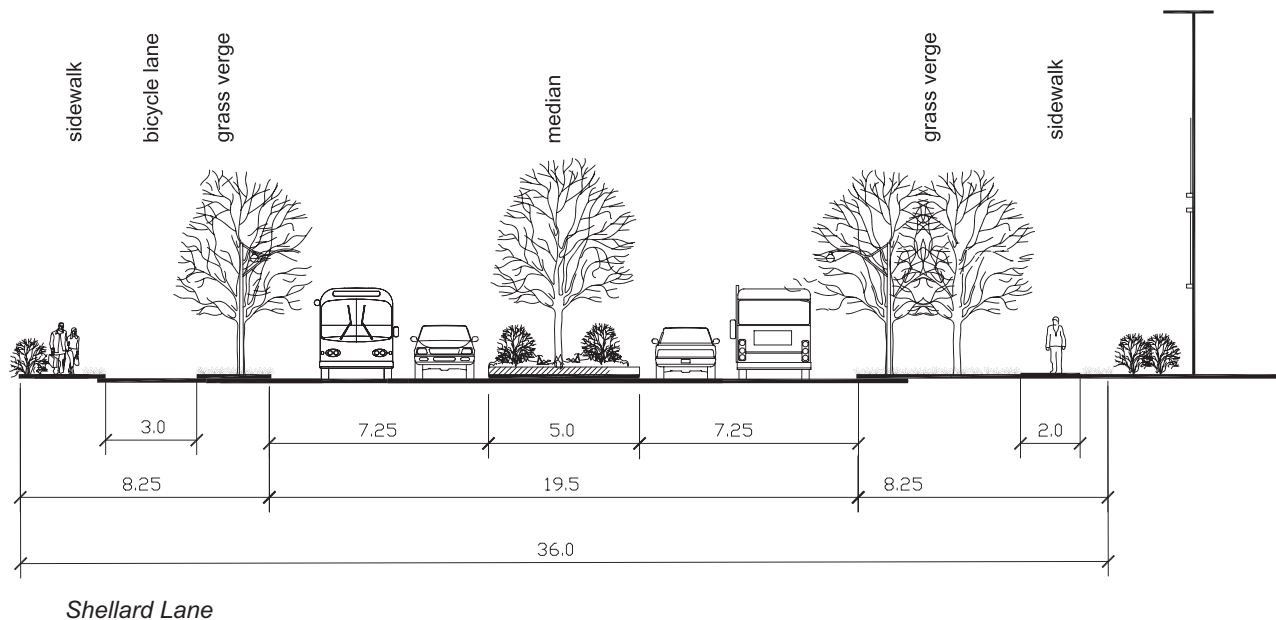 sidewalk
bicycle lane
grass verge
median
grass verge
sidewalk
3.0
7.25
5.0
7.25
2.0
8.25
19.5
8.25
36.0
Shellard Lane